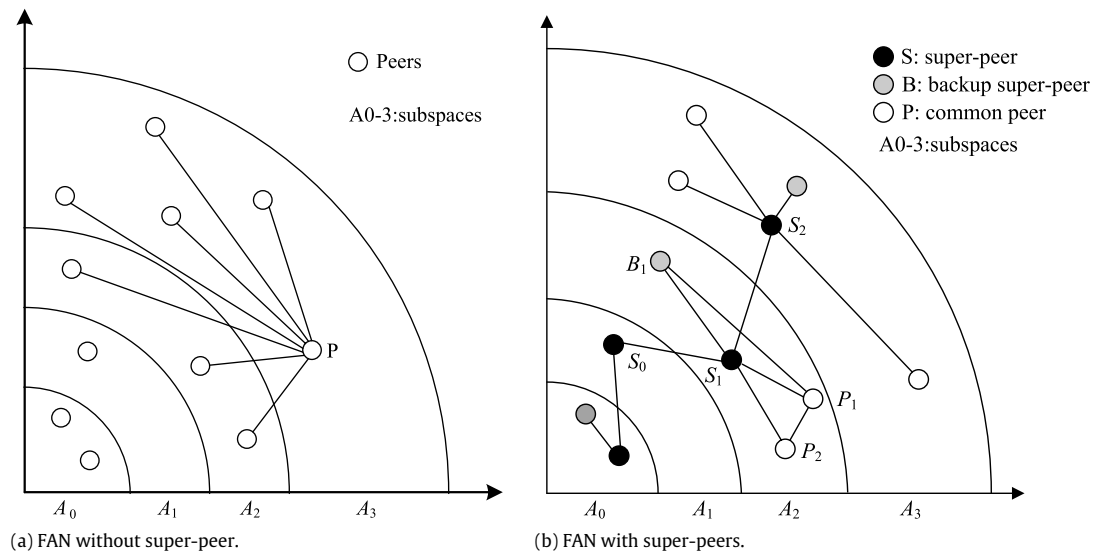 Peers
A0-3:subspaces
P
A₀
A₁
A₂
A₃
(a) FAN without super-peer.
S: super-peer
B: backup super-peer
P: common peer
A0-3:subspaces
S₂
B₁
S₀
S₁
P₁
P₂
A₀
A₁
A₂
A₃
(b) FAN with super-peers.